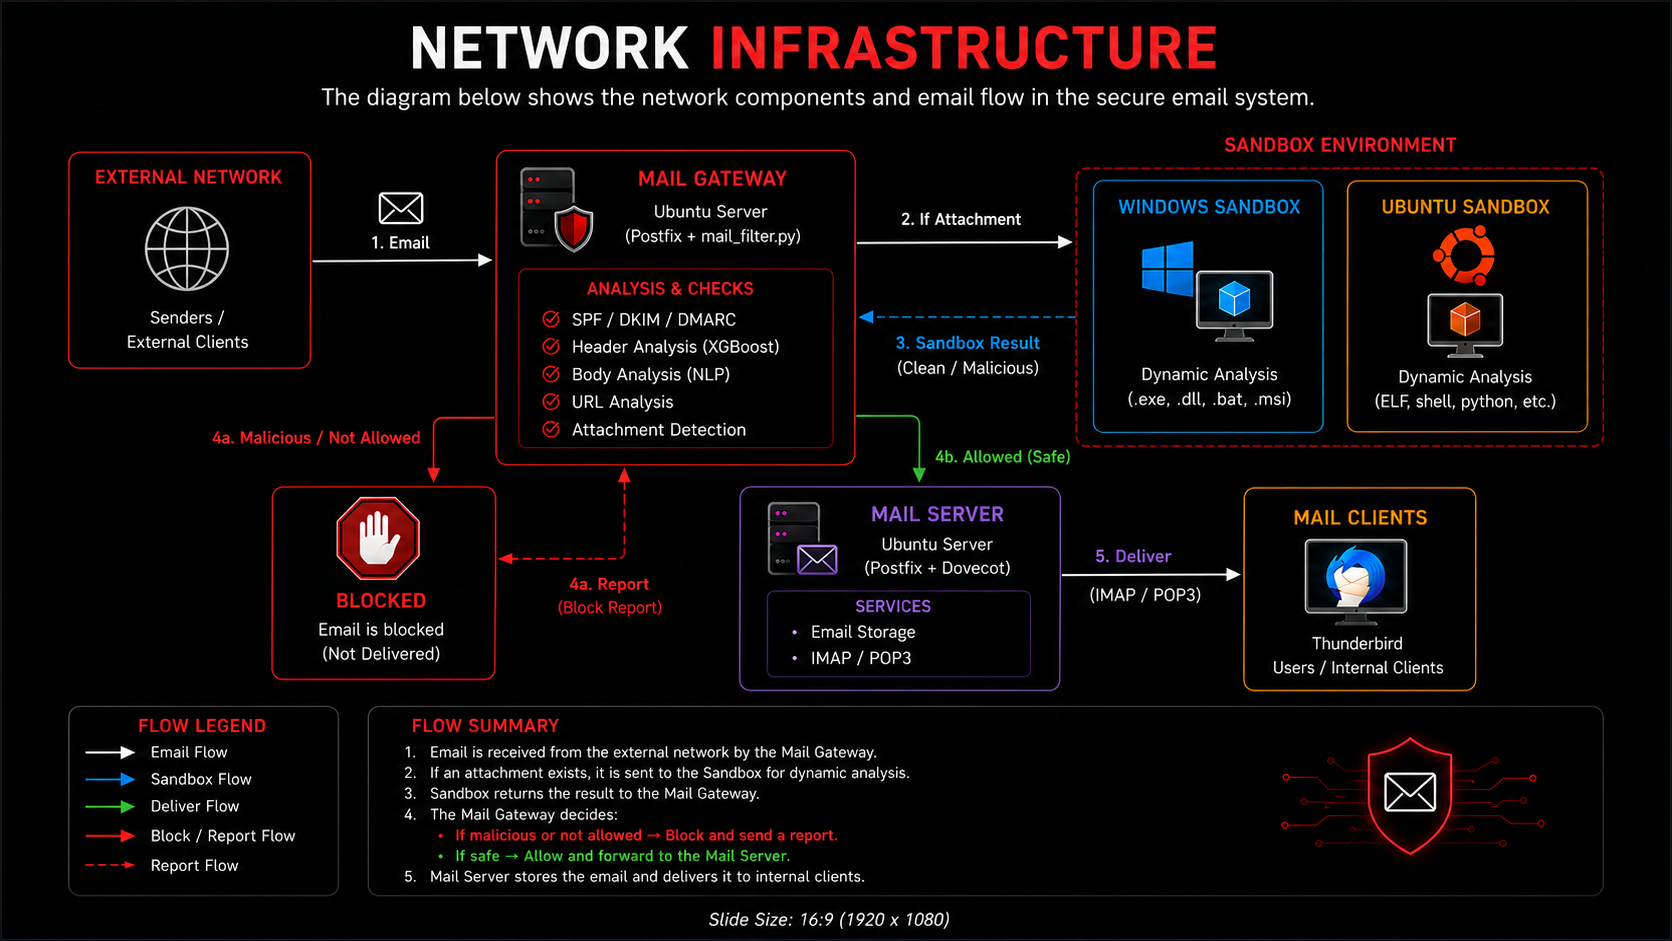 NETWORK INFRASTRUCTURE
The diagram below shows the network components and email flow in the secure email system.
EXTERNAL NETWORK
Senders /
External Clients
1. Email
MAIL GATEWAY
Ubuntu Server
(Postfix + mail_filter.py)
ANALYSIS & CHECKS
SPF / DKIM / DMARC
Header Analysis (XGBoost)
Body Analysis (NLP)
URL Analysis
Attachment Detection
2. If Attachment
3. Sandbox Result
(Clean / Malicious)
SANDBOX ENVIRONMENT
WINDOWS SANDBOX
Dynamic Analysis
(.exe, .dll, .bat, .msi)
UBUNTU SANDBOX
Dynamic Analysis
(ELF, shell, python, etc.)
4a. Malicious / Not Allowed
4b. Allowed (Safe)
BLOCKED
Email is blocked
(Not Delivered)
4a. Report
(Block Report)
MAIL SERVER
Ubuntu Server
(Postfix + Dovecot)
SERVICES
• Email Storage
• IMAP / POP3
5. Deliver
(IMAP / POP3)
MAIL CLIENTS
Thunderbird
Users / Internal Clients
FLOW LEGEND
Email Flow
Sandbox Flow
Deliver Flow
Block / Report Flow
Report Flow
FLOW SUMMARY
1. Email is received from the external network by the Mail Gateway.
2. If an attachment exists, it is sent to the Sandbox for dynamic analysis.
3. Sandbox returns the result to the Mail Gateway.
4. The Mail Gateway decides:
• If malicious or not allowed → Block and send a report.
• If safe → Allow and forward to the Mail Server.
5. Mail Server stores the email and delivers it to internal clients.
Slide Size: 16:9 (1920 x 1080)